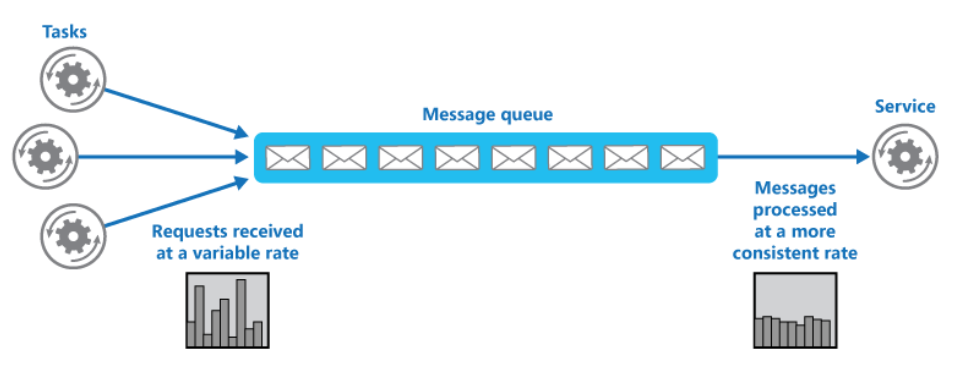 Tasks
Message queue
Service
Requests received
at a variable rate
Messages
processed
at a more
consistent rate